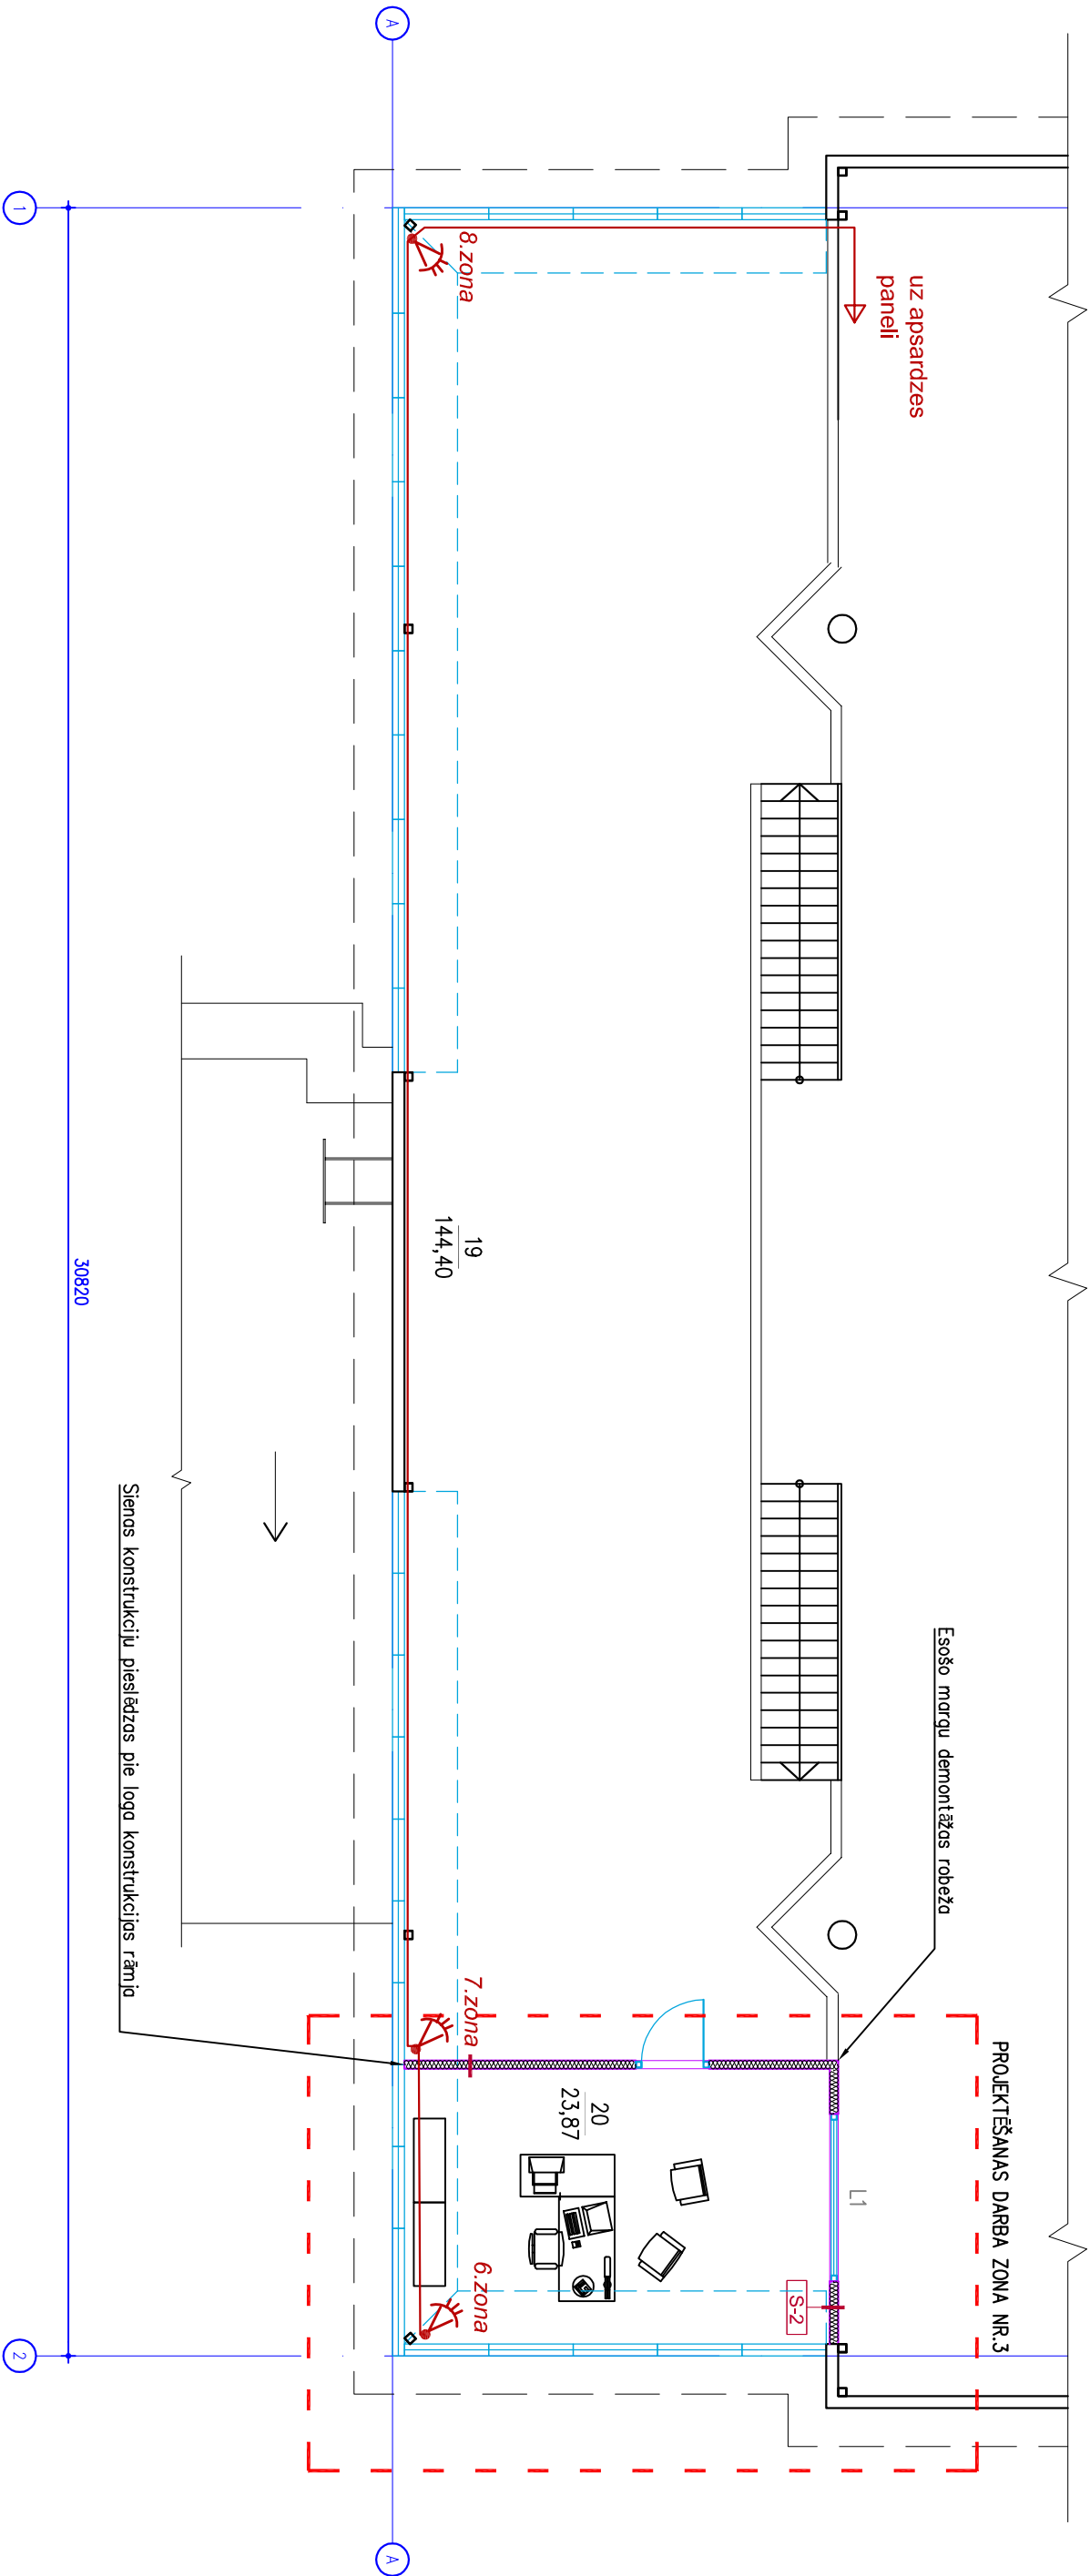 A
1
8.zona
uz apsardzes
paneli
19
144,40
30820
Sienas konstrukciju pieslēdzas pie loga konstrukcijas rāmja
Esošo margu demontāžas robeža
PROJEKTĒŠANAS DARBA ZONA NR.3
7.zona
20
23,87
L1
S-2
6.zona
2
A